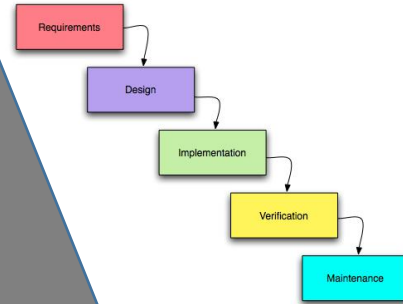 Requirements
Design
Implementation
Verification
Maintenance